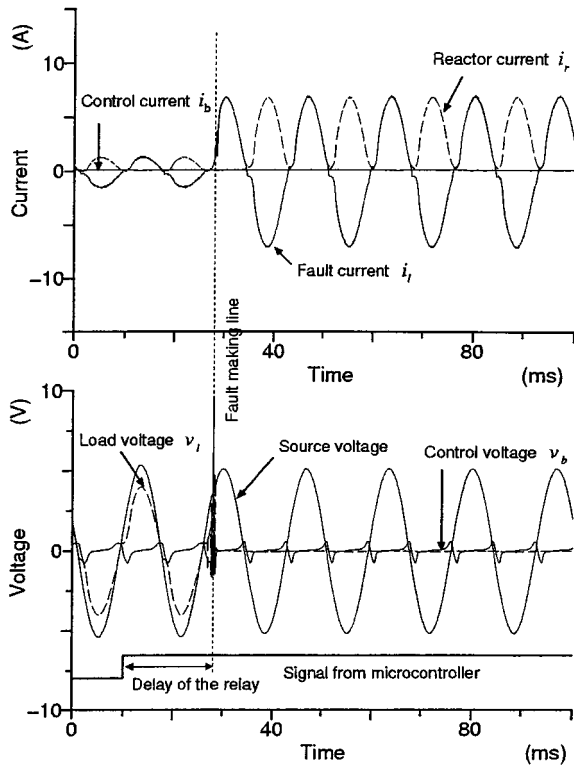 (A)
10
0
−10
Current
Control current i_b
Reactor current i_r
Fault current i_l
0
40
80
Time
(ms)
Fault making line
(V)
10
0
−10
Voltage
Load voltage v_l
Source voltage
Control voltage v_b
Delay of the relay
Signal from microcontroller
0
40
80
Time
(ms)